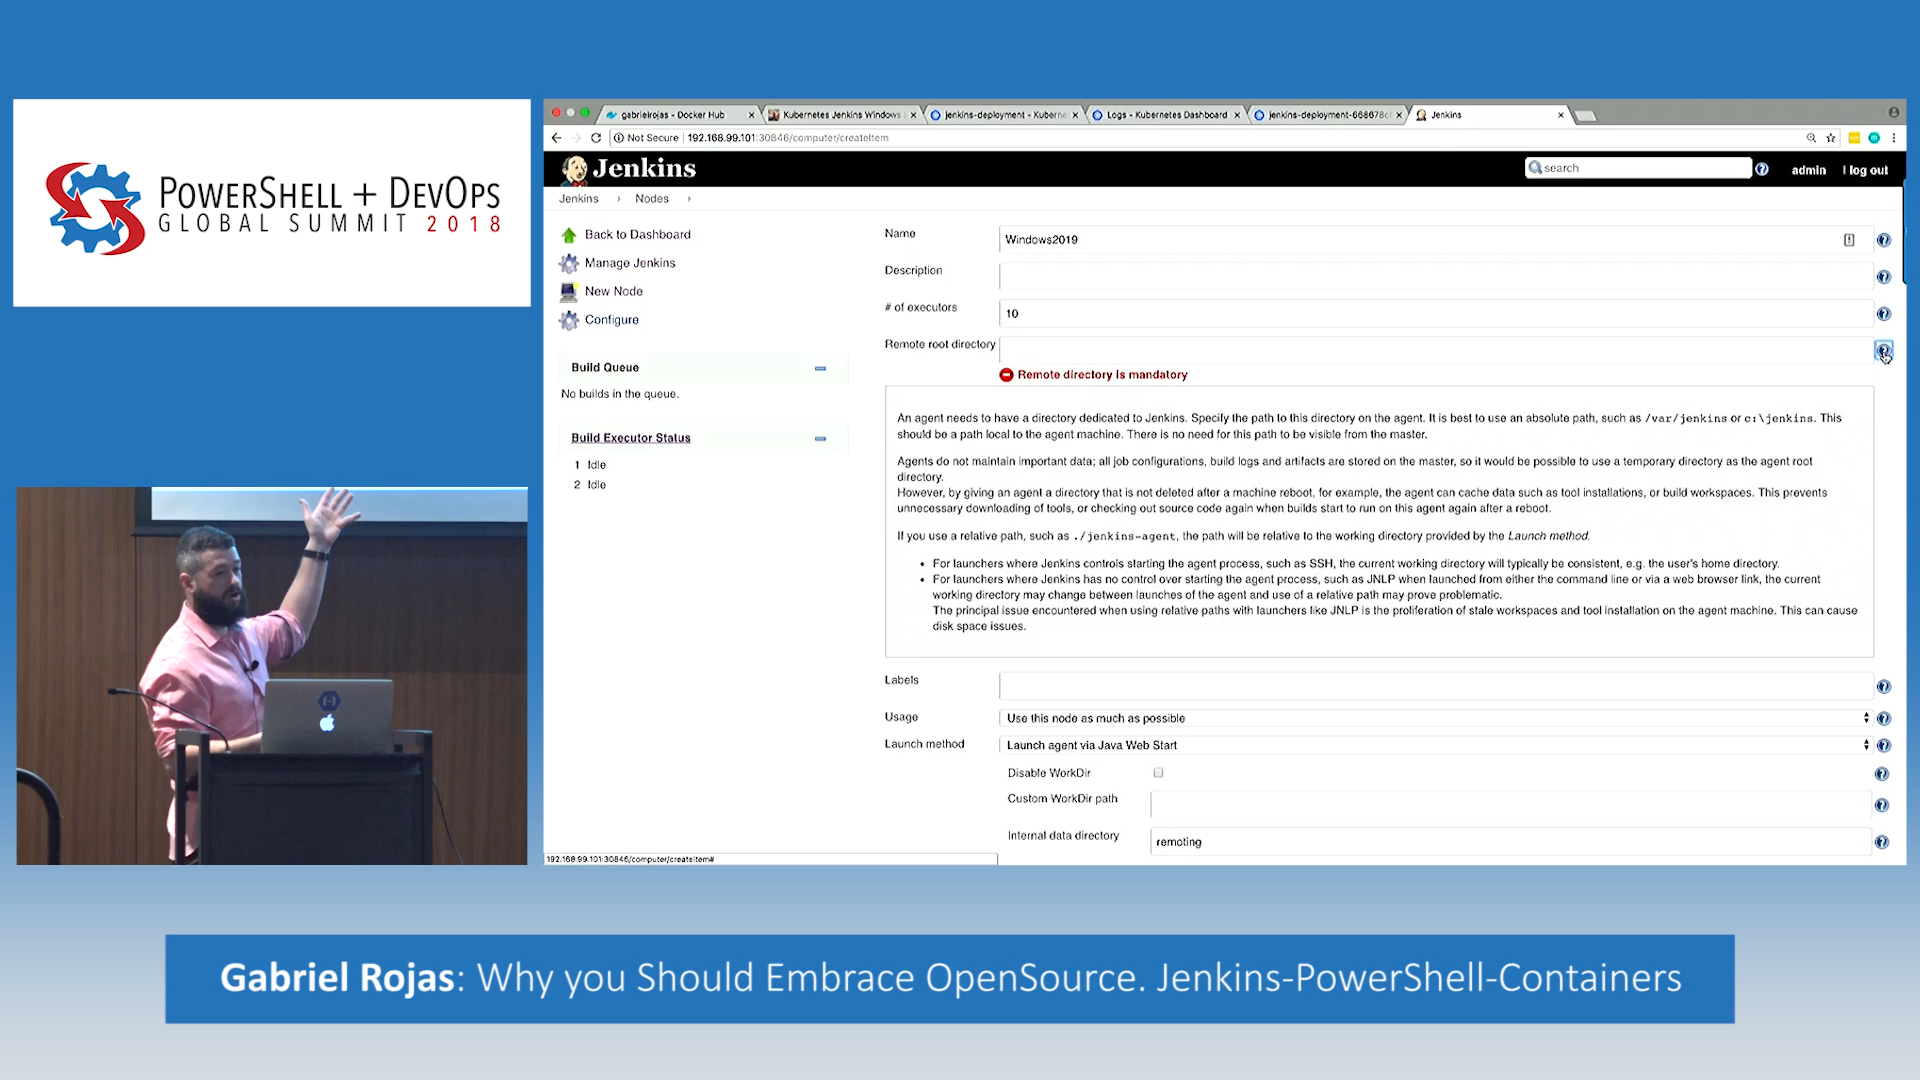 PowerShell + DevOps
GLOBAL SUMMIT 2018
gabrielrojas - Docker Hub
Kubernetes Jenkins Windows
jenkins-deployment - Kuberne
Logs - Kubernetes Dashboard
jenkins-deployment-668678c
Jenkins
Not Secure 192.168.99.101:30846/computer/createItem
Jenkins
search
admin
log out
Jenkins
Nodes
Back to Dashboard
Manage Jenkins
New Node
Configure
Build Queue
No builds in the queue.
Build Executor Status
1 Idle
2 Idle
Name
Windows2019
Description
# of executors
10
Remote root directory
Remote directory is mandatory
An agent needs to have a directory dedicated to Jenkins. Specify the path to this directory on the agent. It is best to use an absolute path, such as /var/jenkins or c:\jenkins. This
should be a path local to the agent machine. There is no need for this path to be visible from the master.
Agents do not maintain important data; all job configurations, build logs and artifacts are stored on the master, so it would be possible to use a temporary directory as the agent root
directory.
However, by giving an agent a directory that is not deleted after a machine reboot, for example, the agent can cache data such as tool installations, or build workspaces. This prevents
unnecessary downloading of tools, or checking out source code again when builds start to run on this agent again after a reboot.
If you use a relative path, such as ./jenkins-agent, the path will be relative to the working directory provided by the Launch method.
• For launchers where Jenkins controls starting the agent process, such as SSH, the current working directory will typically be consistent, e.g. the user's home directory.
• For launchers where Jenkins has no control over starting the agent process, such as JNLP when launched from either the command line or via a web browser link, the current
working directory may change between launches of the agent and use of a relative path may prove problematic.
The principal issue encountered when using relative paths with launchers like JNLP is the proliferation of stale workspaces and tool installation on the agent machine. This can cause
disk space issues.
Labels
Usage
Use this node as much as possible
Launch method
Launch agent via Java Web Start
Disable WorkDir
Custom WorkDir path
Internal data directory
remoting
192.168.99.101:30846/computer/createItem#
Gabriel Rojas: Why you Should Embrace OpenSource. Jenkins-PowerShell-Containers